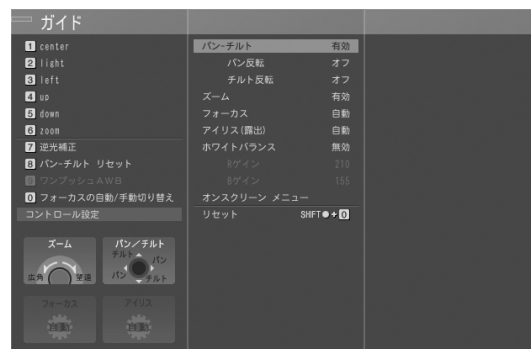 ガイド
1 center
2 light
3 left
4 up
5 down
6 zoom
7 逆光補正
8 パン-チルト リセット
9 ワンプッシュAWB
0 フォーカスの自動/手動切り替え
コントロール設定
ズーム
広角 望遠
パン/チルト
チルト パン
パン チルト
フォーカス
自動
アイリス
自動
パン-チルト 有効
パン反転 オフ
チルト反転 オフ
ズーム 有効
フォーカス 自動
アイリス(露出) 自動
ホワイトバランス 無効
Rゲイン 210
Bゲイン 155
オンスクリーン メニュー
リセット SHIFT●+0